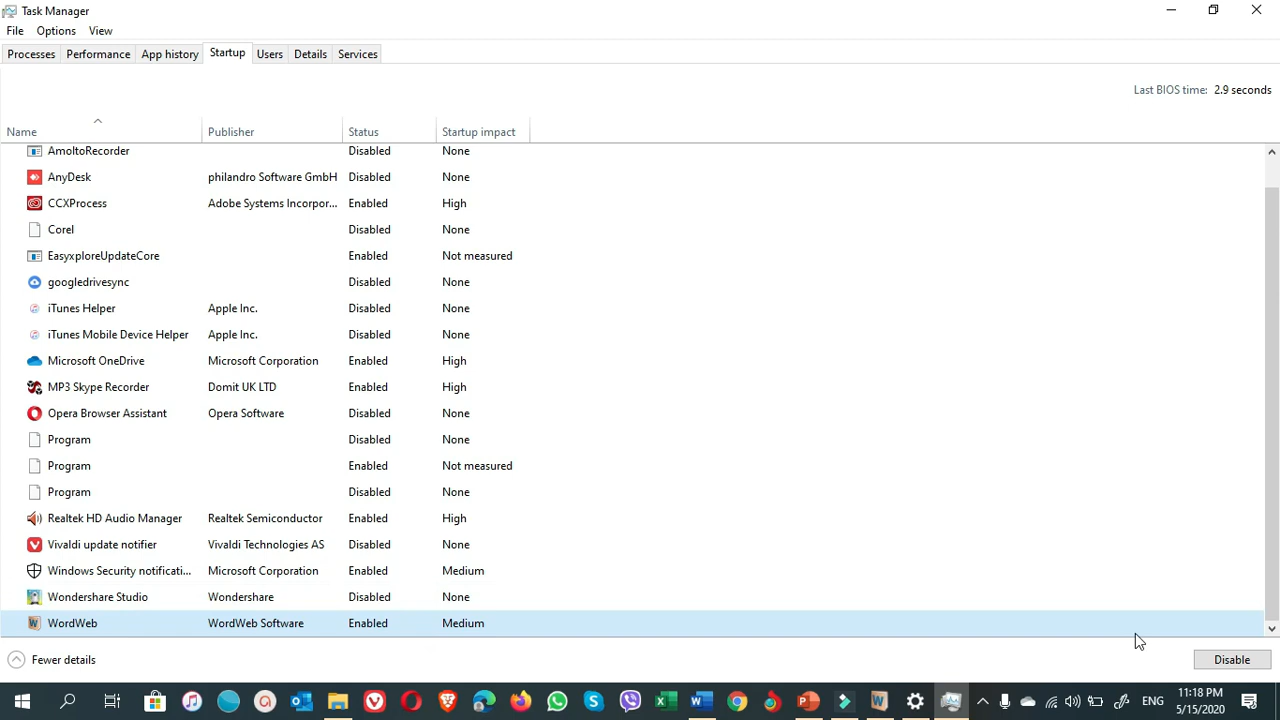 Task Manager
File Options View
Processes Performance App history Startup Users Details Services
Last BIOS time: 2.9 seconds
Name Publisher Status Startup impact
AmoltoRecorder Disabled None
AnyDesk philandro Software GmbH Disabled None
CCXProcess Adobe Systems Incorpor... Enabled High
Corel Disabled None
EasyxploreUpdateCore Enabled Not measured
googledrivesync Disabled None
iTunes Helper Apple Inc. Disabled None
iTunes Mobile Device Helper Apple Inc. Disabled None
Microsoft OneDrive Microsoft Corporation Enabled High
MP3 Skype Recorder Domit UK LTD Enabled High
Opera Browser Assistant Opera Software Disabled None
Program Disabled None
Program Enabled Not measured
Program Disabled None
Realtek HD Audio Manager Realtek Semiconductor Enabled High
Vivaldi update notifier Vivaldi Technologies AS Disabled None
Windows Security notificati... Microsoft Corporation Enabled Medium
Wondershare Studio Wondershare Disabled None
WordWeb WordWeb Software Enabled Medium
Fewer details Disable
ENG 11:18 PM
5/15/2020